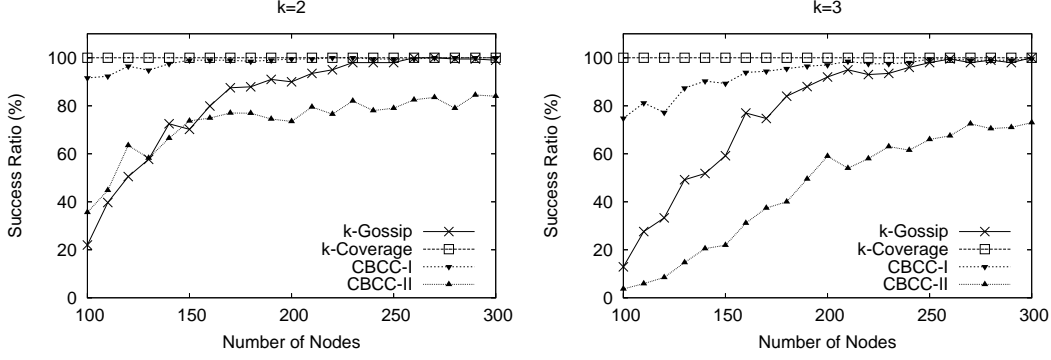 k=2
Success Ratio (%)
100
80
60
40
20
0
k-Gossip
k-Coverage
CBCC-I
CBCC-II
100 150 200 250 300
Number of Nodes
k=3
Success Ratio (%)
100
80
60
40
20
0
k-Gossip
k-Coverage
CBCC-I
CBCC-II
100 150 200 250 300
Number of Nodes